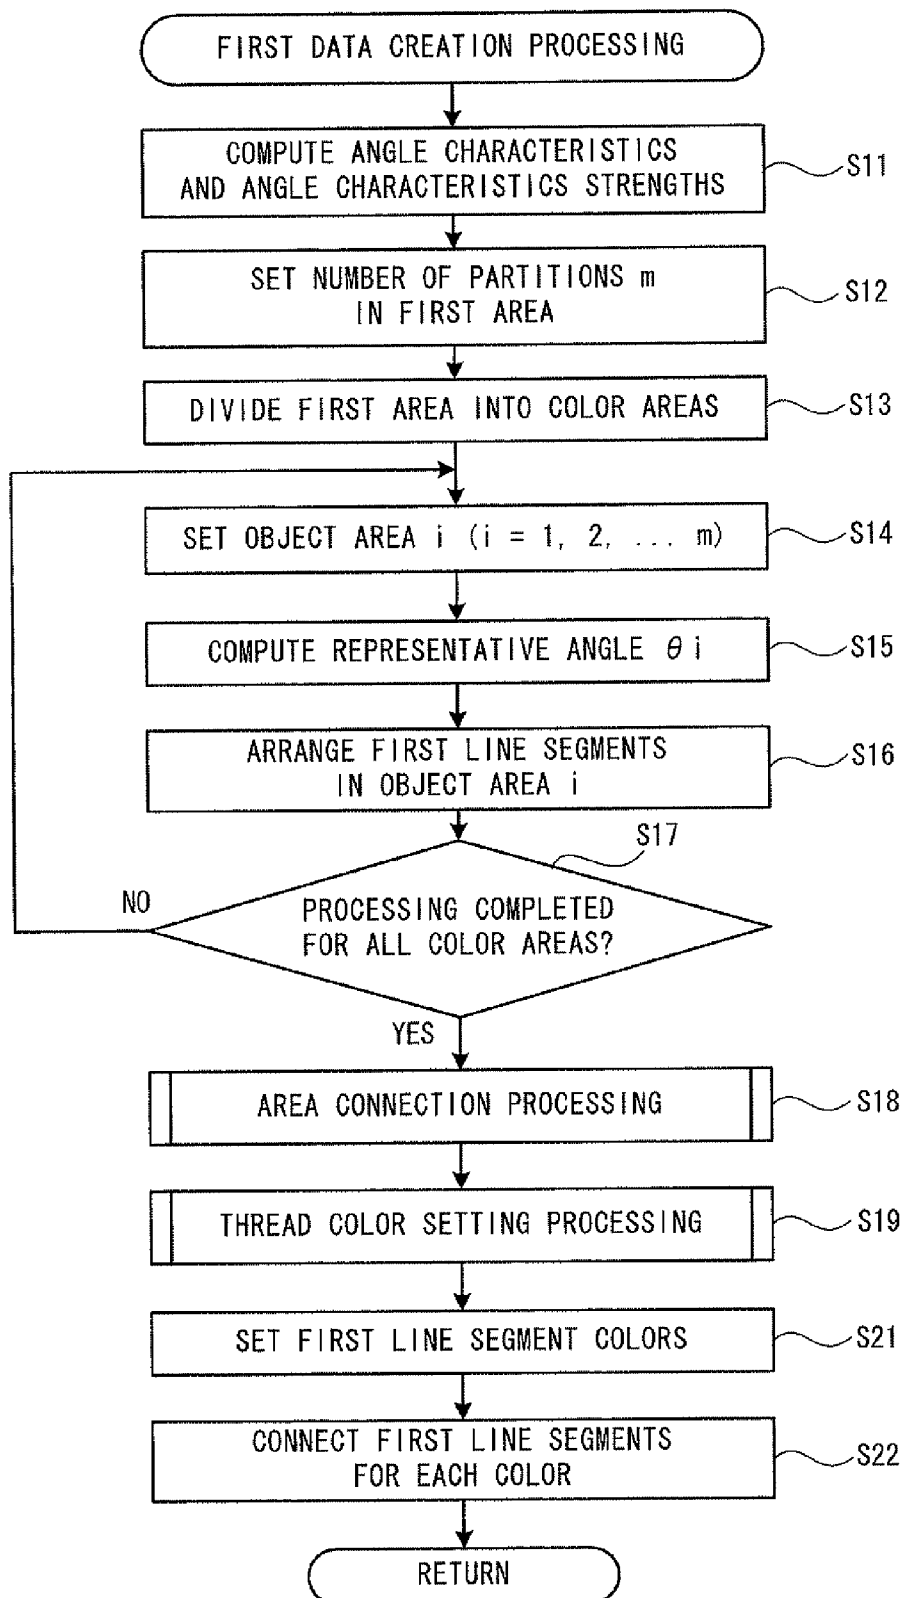 FIRST DATA CREATION PROCESSING
COMPUTE ANGLE CHARACTERISTICS
AND ANGLE CHARACTERISTICS STRENGTHS
S11
SET NUMBER OF PARTITIONS m
IN FIRST AREA
S12
DIVIDE FIRST AREA INTO COLOR AREAS
S13
SET OBJECT AREA i (i = 1, 2, ... m)
S14
COMPUTE REPRESENTATIVE ANGLE θ i
S15
ARRANGE FIRST LINE SEGMENTS
IN OBJECT AREA i
S16
S17
NO
PROCESSING COMPLETED
FOR ALL COLOR AREAS?
YES
AREA CONNECTION PROCESSING
S18
THREAD COLOR SETTING PROCESSING
S19
SET FIRST LINE SEGMENT COLORS
S21
CONNECT FIRST LINE SEGMENTS
FOR EACH COLOR
S22
RETURN